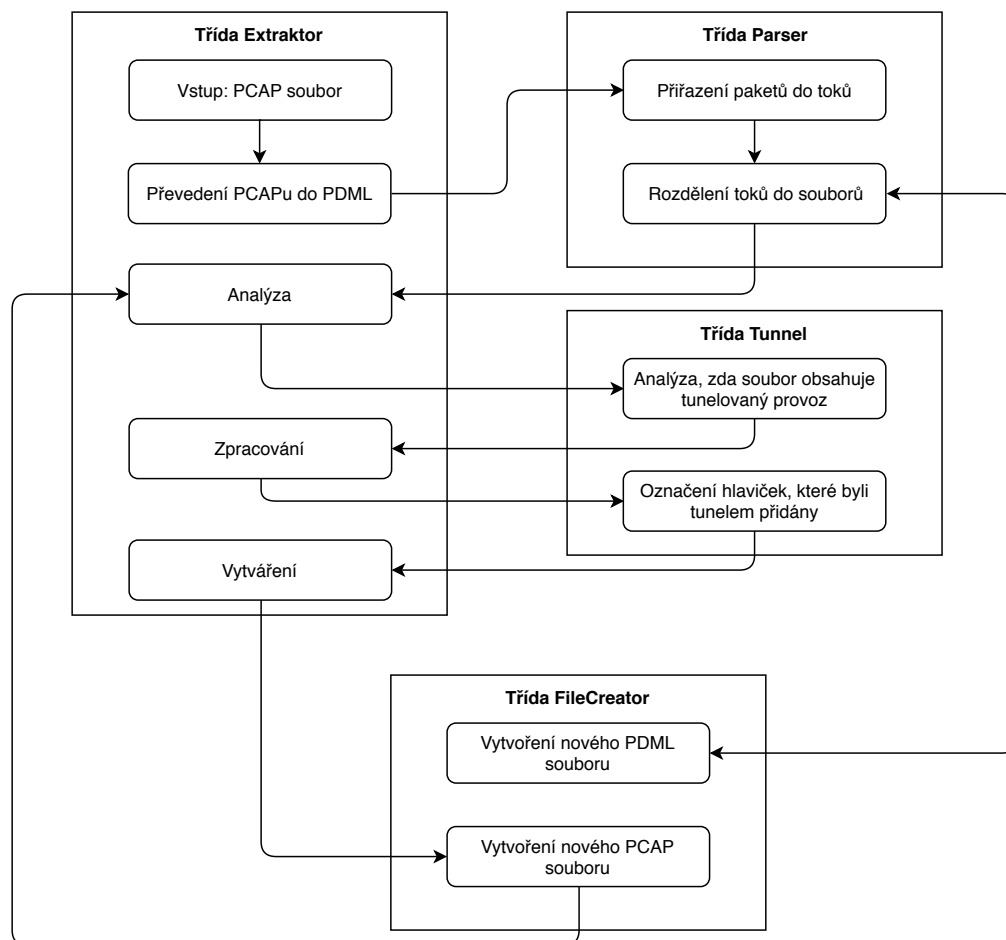 Třída Extraktor
Vstup: PCAP soubor
Převedení PCAPu do PDML
Analýza
Zpracování
Vytváření
Třída Parser
Přiřazení paketů do toků
Rozdělení toků do souborů
Třída Tunnel
Analýza, zda soubor obsahuje
tunelovaný provoz
Označení hlaviček, které byli
tunelem přidány
Třída FileCreator
Vytvoření nového PDML
souboru
Vytvoření nového PCAP
souboru